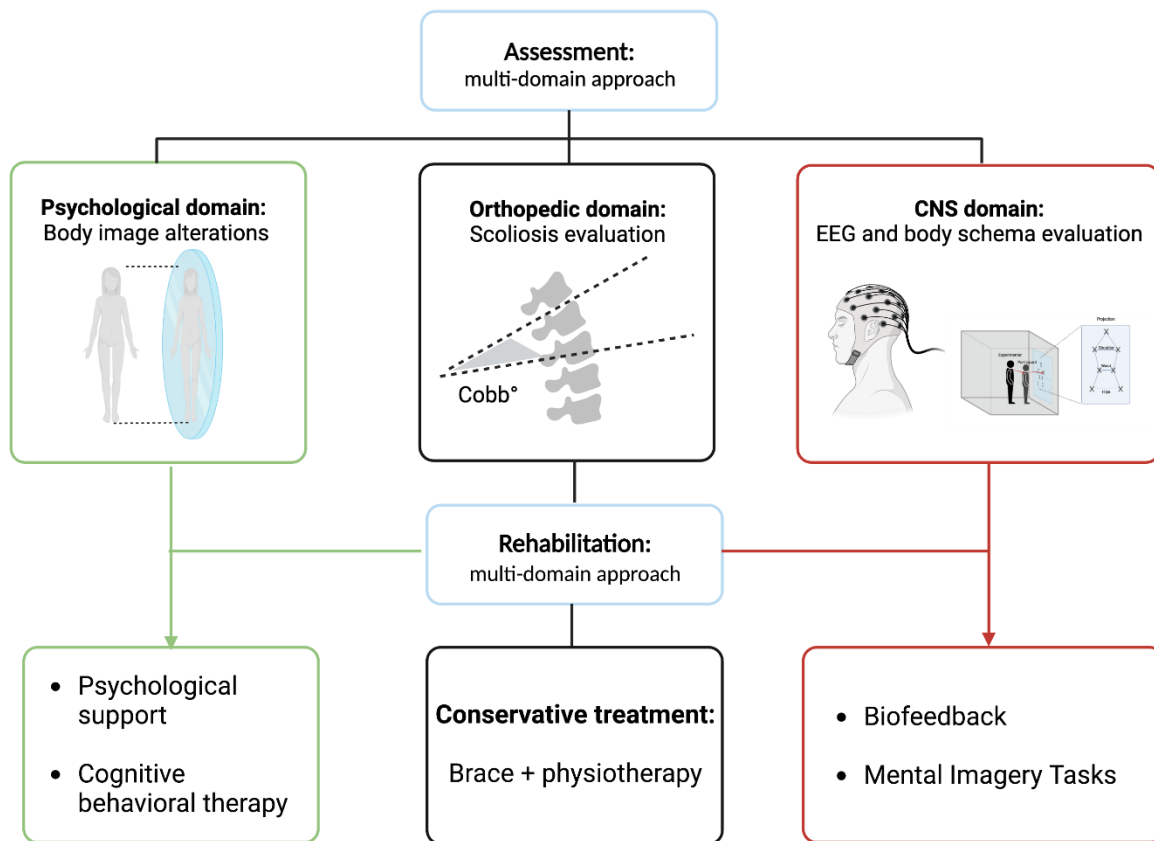 Assessment:
multi-domain approach
Psychological domain:
Body image alterations
Orthopedic domain:
Scoliosis evaluation
Cobb°
CNS domain:
EEG and body schema evaluation
Projection
Experimenter
Participant
Shoulder
Waist
Rehabilitation:
multi-domain approach
• Psychological
support
• Cognitive
behavioral therapy
Conservative treatment:
Brace + physiotherapy
• Biofeedback
• Mental Imagery Tasks